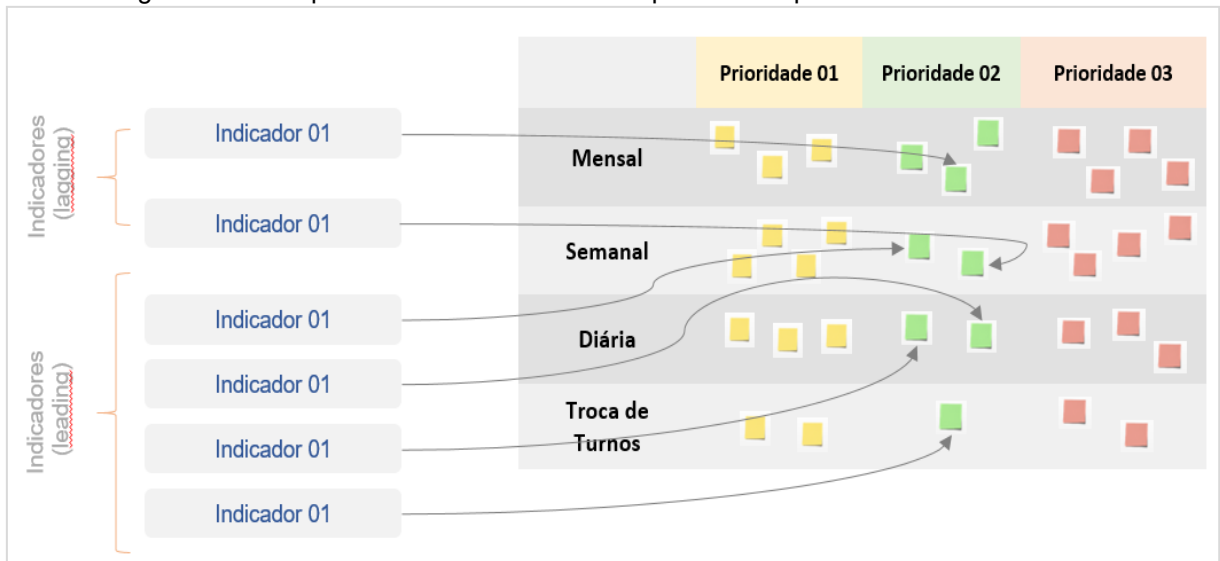 Prioridade 01
Prioridade 02
Prioridade 03
Indicadores
(lagging)
Indicador 01
Indicador 01
Mensal
Semanal
Indicadores
(leading)
Indicador 01
Indicador 01
Indicador 01
Indicador 01
Diária
Troca de
Turnos